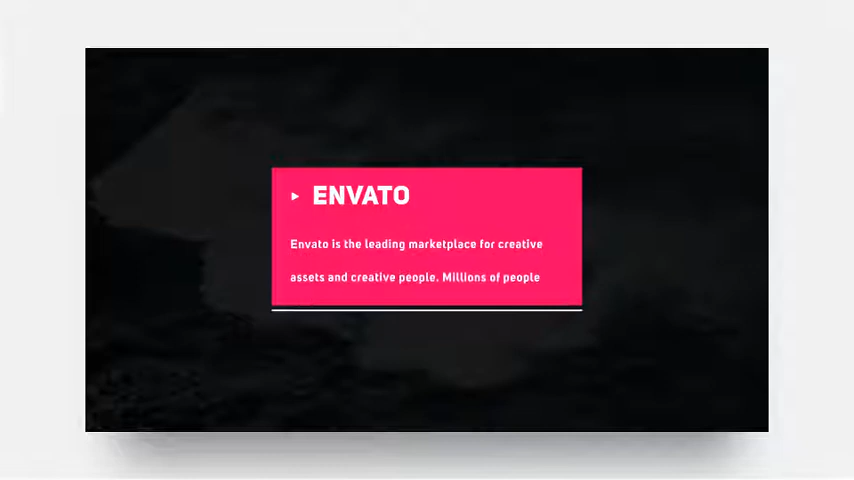 ENVATO
Envato is the leading marketplace for creative
assets and creative people. Millions of people